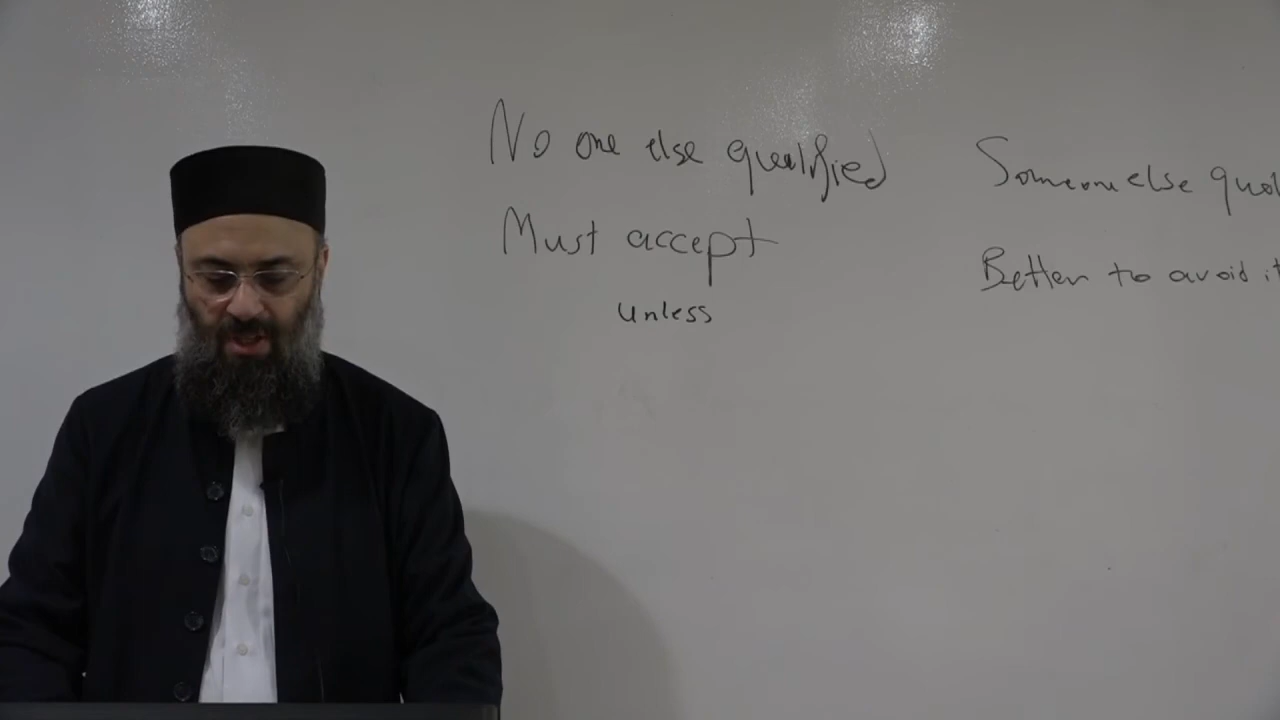 No one else qualified
Must accept
unless
Someone else qual
Better to avoid it